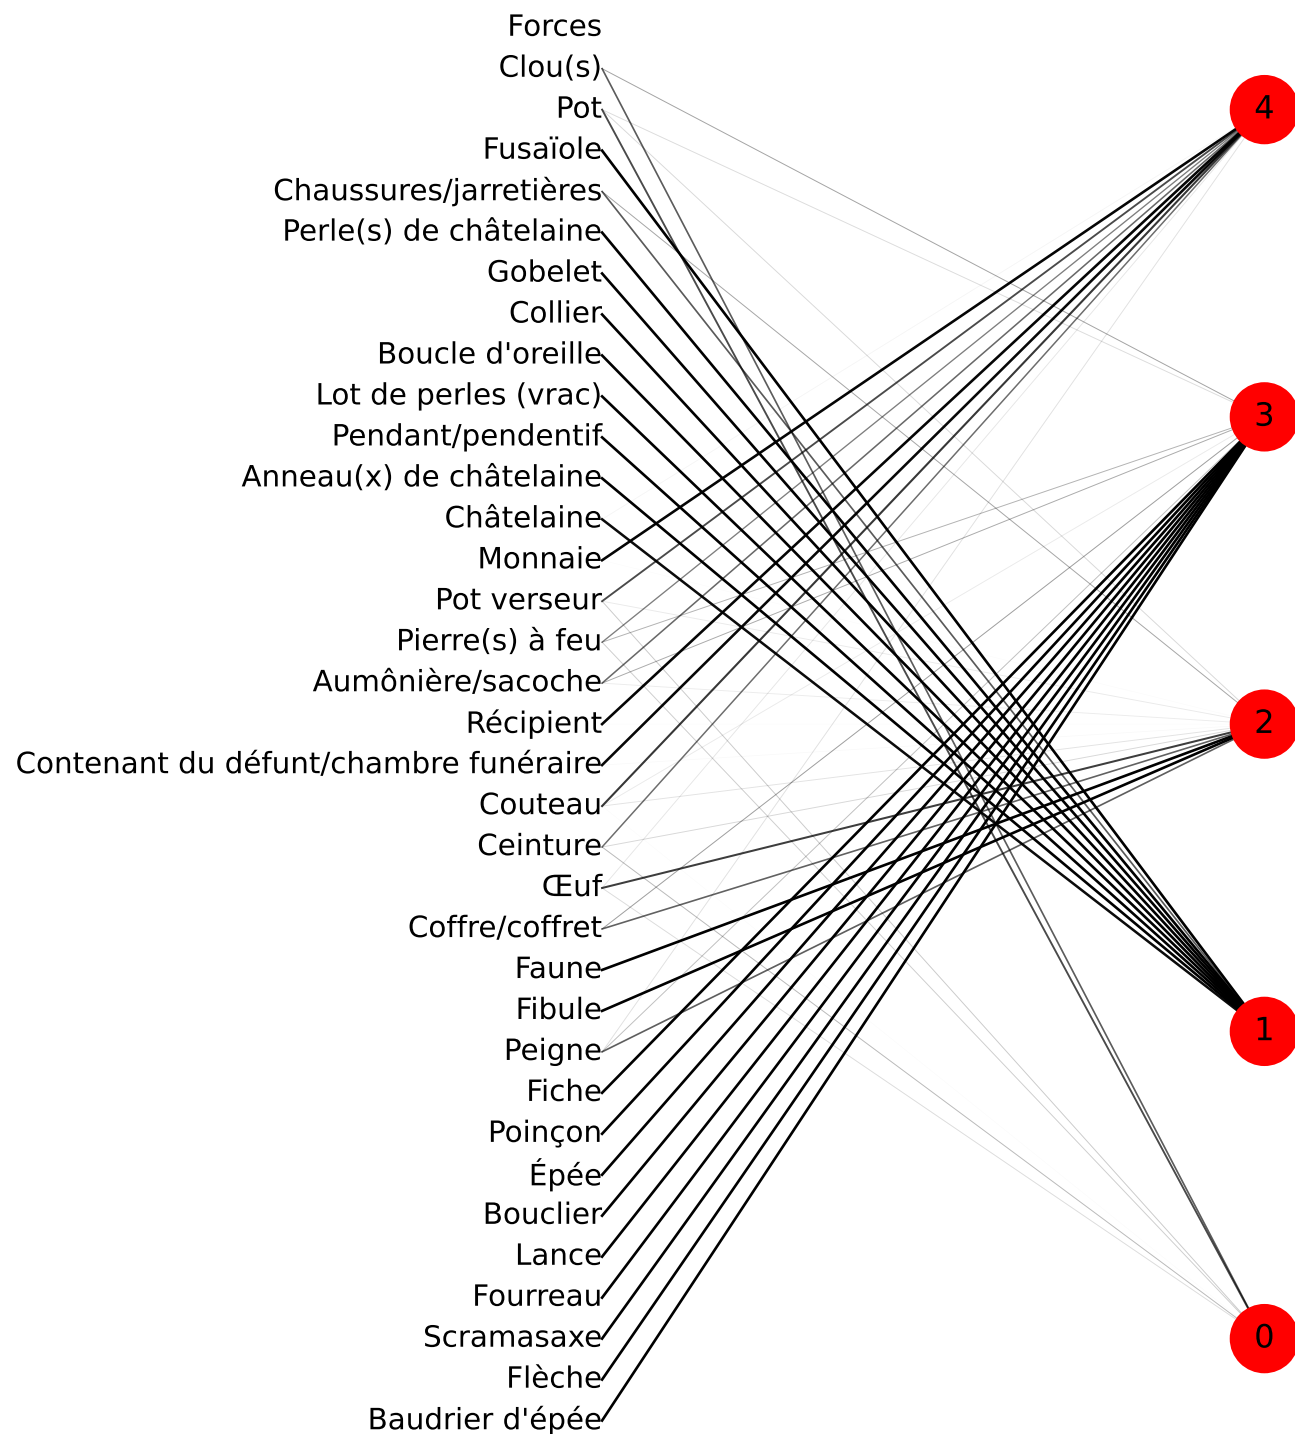 Forces
Clou(s)
Pot
Fusaïole
Chaussures/jarretières
Perle(s) de châtelaine
Gobelet
Collier
Boucle d'oreille
Lot de perles (vrac)
Pendant/pendentif
Anneau(x) de châtelaine
Châtelaine
Monnaie
Pot verseur
Pierre(s) à feu
Aumônière/sacoche
Récipient
Contenant du défunt/chambre funéraire
Couteau
Ceinture
Œuf
Coffre/coffret
Faune
Fibule
Peigne
Fiche
Poinçon
Épée
Bouclier
Lance
Fourreau
Scramasaxe
Flèche
Baudrier d'épée
4
3
2
1
0